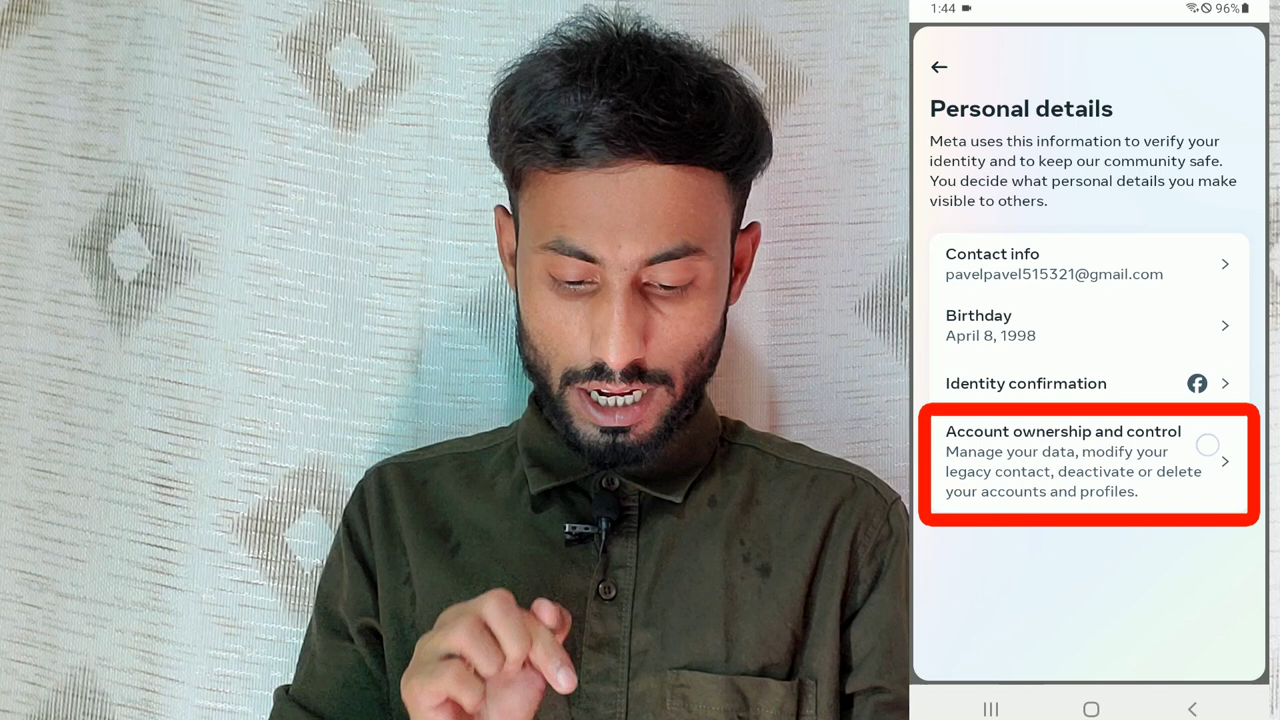 1:44
96%
Personal details
Meta uses this information to verify your
identity and to keep our community safe.
You decide what personal details you make
visible to others.
Contact info
pavelpavel515321@gmail.com
Birthday
April 8, 1998
Identity confirmation
Account ownership and control
Manage your data, modify your
legacy contact, deactivate or delete
your accounts and profiles.